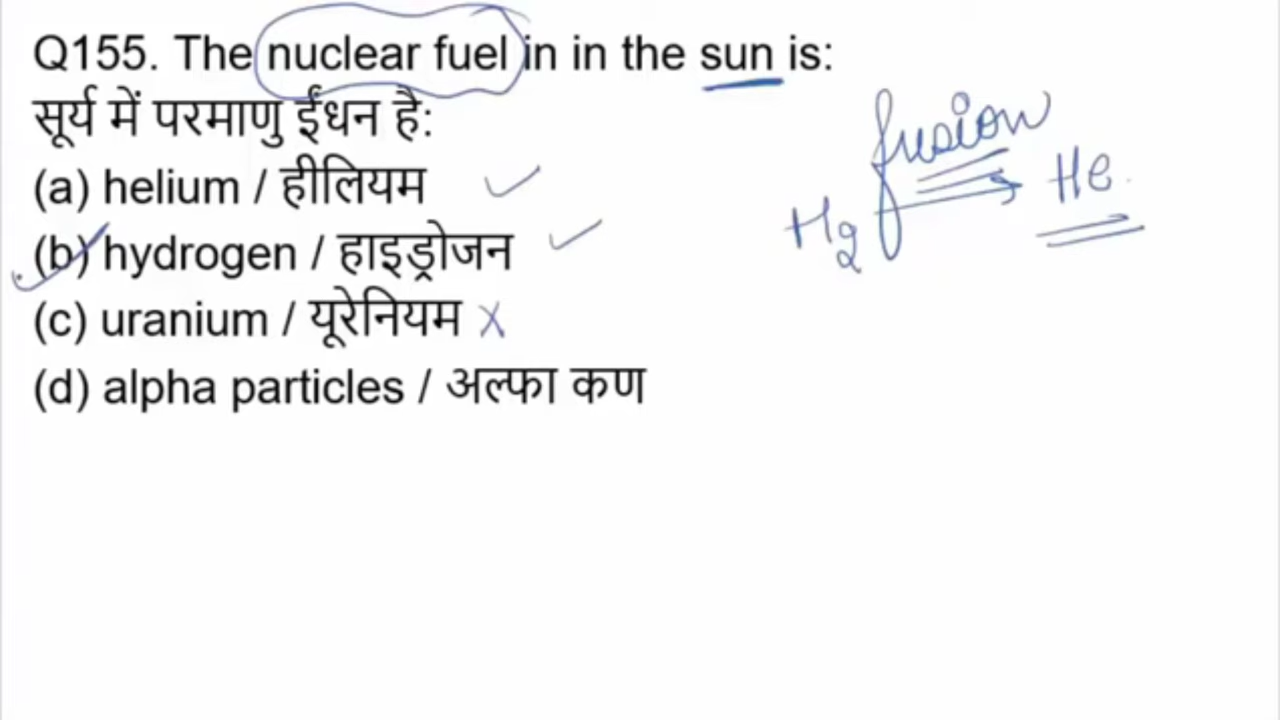 Q155. The nuclear fuel in in the sun is:
सूर्य में परमाणु ईंधन है:
(a) helium / हीलियम
(b) hydrogen / हाइड्रोजन
(c) uranium / यूरेनियम X
(d) alpha particles / अल्फा कण
fusion
H2 → He